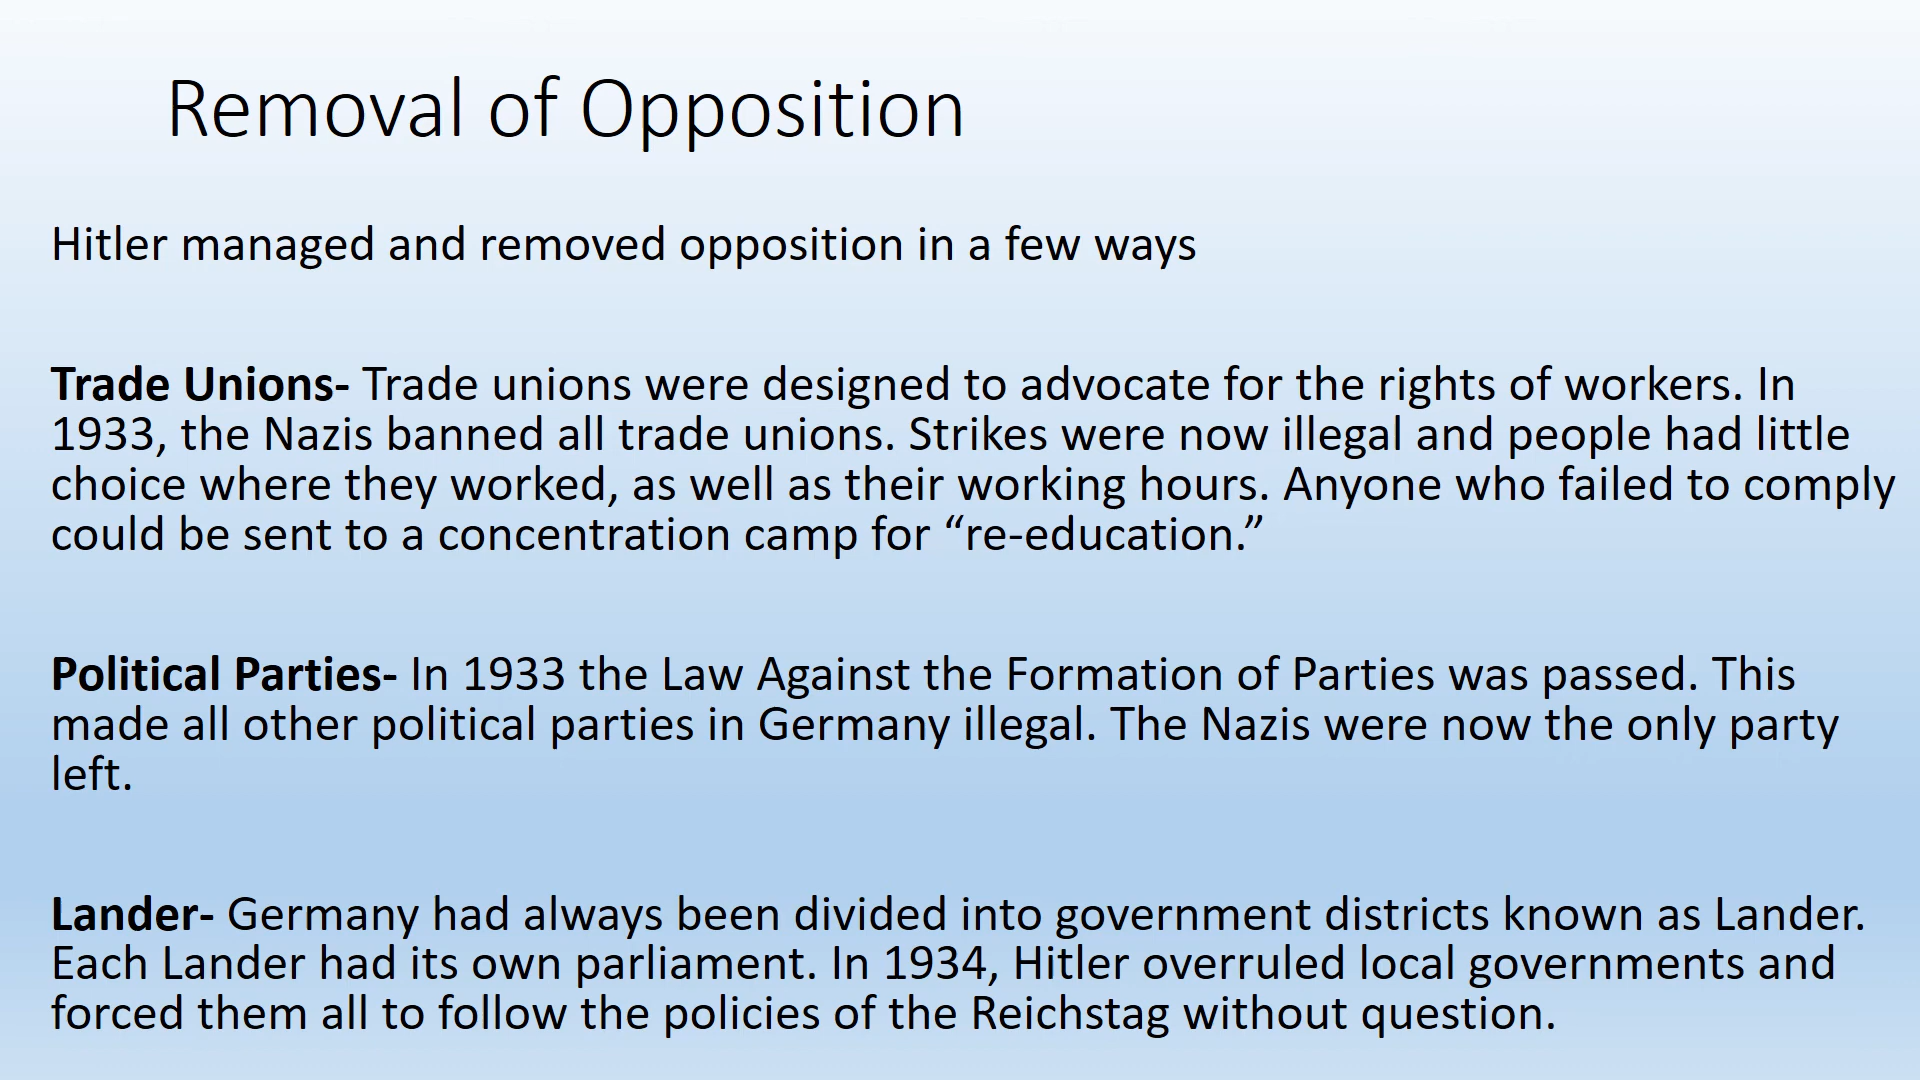 Removal of Opposition
Hitler managed and removed opposition in a few ways
Trade Unions- Trade unions were designed to advocate for the rights of workers. In
1933, the Nazis banned all trade unions. Strikes were now illegal and people had little
choice where they worked, as well as their working hours. Anyone who failed to comply
could be sent to a concentration camp for “re-education.”
Political Parties- In 1933 the Law Against the Formation of Parties was passed. This
made all other political parties in Germany illegal. The Nazis were now the only party
left.
Lander- Germany had always been divided into government districts known as Lander.
Each Lander had its own parliament. In 1934, Hitler overruled local governments and
forced them all to follow the policies of the Reichstag without question.